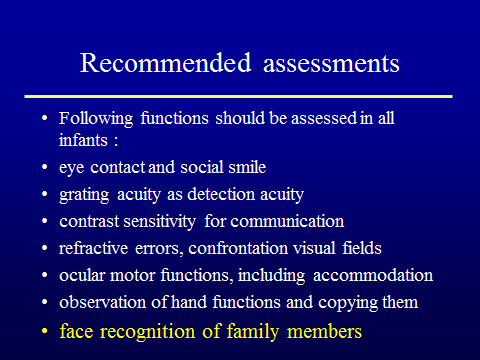 Recommended assessments
• Following functions should be assessed in all
infants :
• eye contact and social smile
• grating acuity as detection acuity
• contrast sensitivity for communication
• refractive errors, confrontation visual fields
• ocular motor functions, including accommodation
• observation of hand functions and copying them
• face recognition of family members